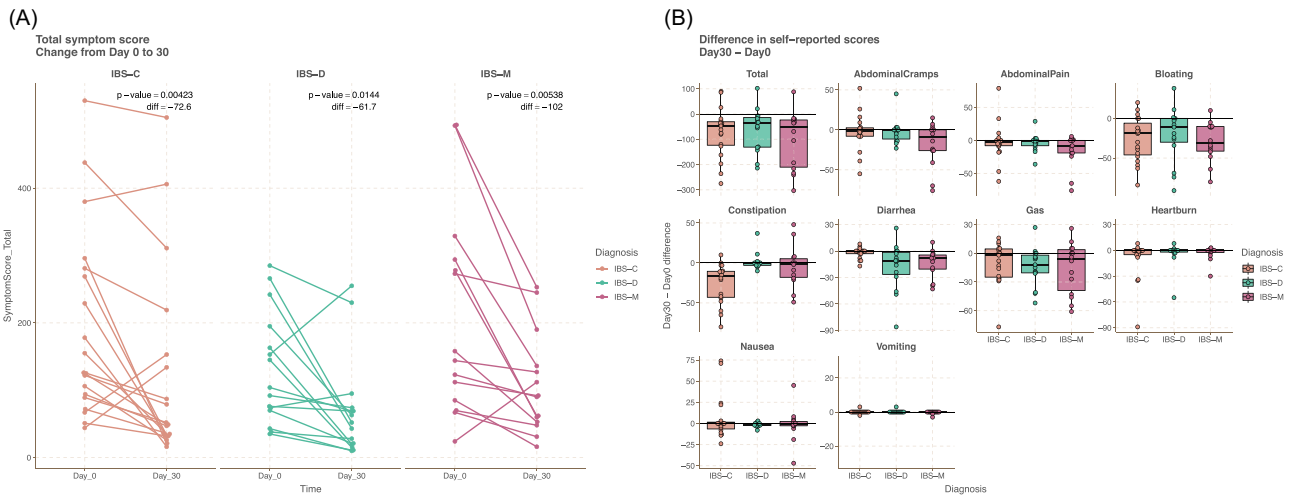 (A)
Total symptom score
Change from Day 0 to 30
IBS–C
IBS–D
IBS–M
p−value = 0.00423
diff = −72.6
p−value = 0.0144
diff = −61.7
p−value = 0.00538
diff = −102
SymptomScore_Total
400
200
0
Day_0
Day_30
Day_0
Day_30
Day_0
Day_30
Time
Diagnosis
IBS–C
IBS–D
IBS–M
(B)
Difference in self−reported scores
Day30 − Day0
Day30 − Day0 difference
Total
100
0
−100
−200
−300
AbdominalCramps
50
0
−50
AbdominalPain
50
0
−50
Bloating
0
−50
Constipation
50
0
−50
Diarrhea
30
0
−30
−60
−90
Gas
30
0
−30
−60
Heartburn
30
0
−30
−60
−90
IBS–C
IBS–D
IBS–M
IBS–C
IBS–D
IBS–M
Nausea
75
50
25
0
−25
−50
Vomiting
0
−20
IBS–C
IBS–D
IBS–M
IBS–C
IBS–D
IBS–M
Diagnosis
Diagnosis
IBS–C
IBS–D
IBS–M